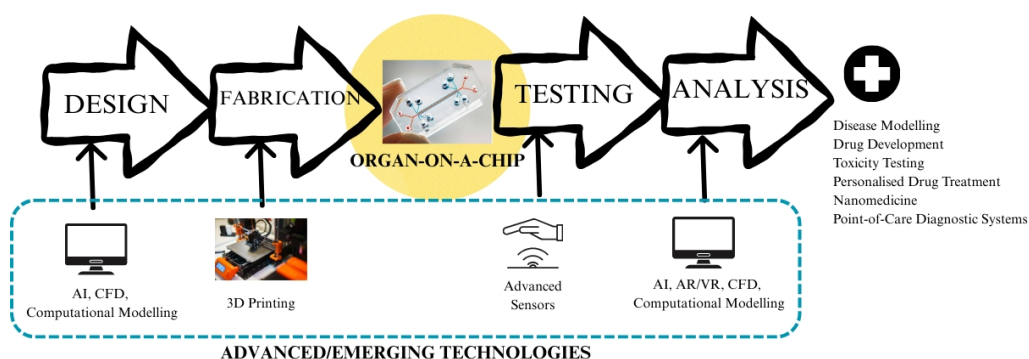 DESIGN
FABRICATION
ORGAN-ON-A-CHIP
TESTING
ANALYSIS
Disease Modelling
Drug Development
Toxicity Testing
Personalised Drug Treatment
Nanomedicine
Point-of-Care Diagnostic Systems
AI, CFD,
Computational Modelling
3D Printing
Advanced
Sensors
AI, AR/VR, CFD,
Computational Modelling
ADVANCED/EMERGING TECHNOLOGIES